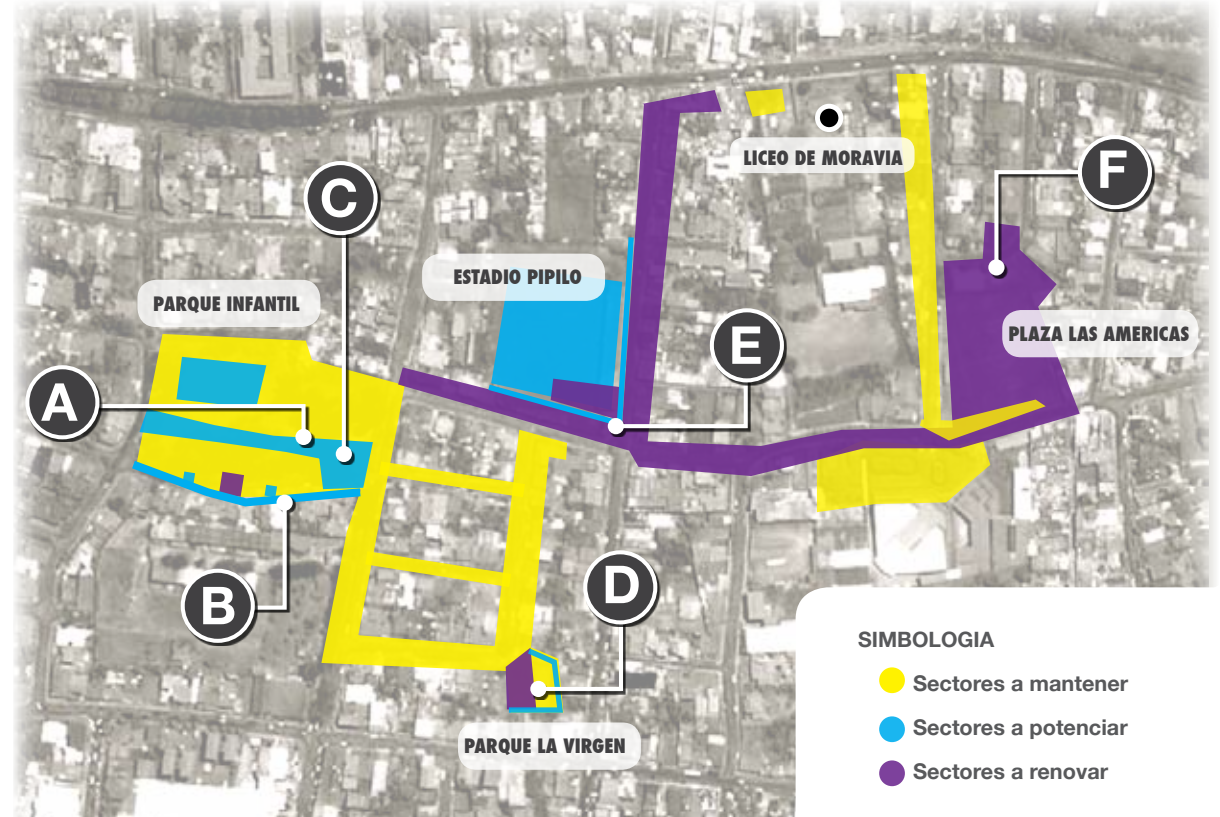 LICEO DE MORAVIA
F
C
ESTADIO PIPILO
PARQUE INFANTIL
PLAZA LAS AMERICAS
E
A
B
D
PARQUE LA VIRGEN
SIMBOLOGIA
Sectores a mantener
Sectores a potenciar
Sectores a renovar